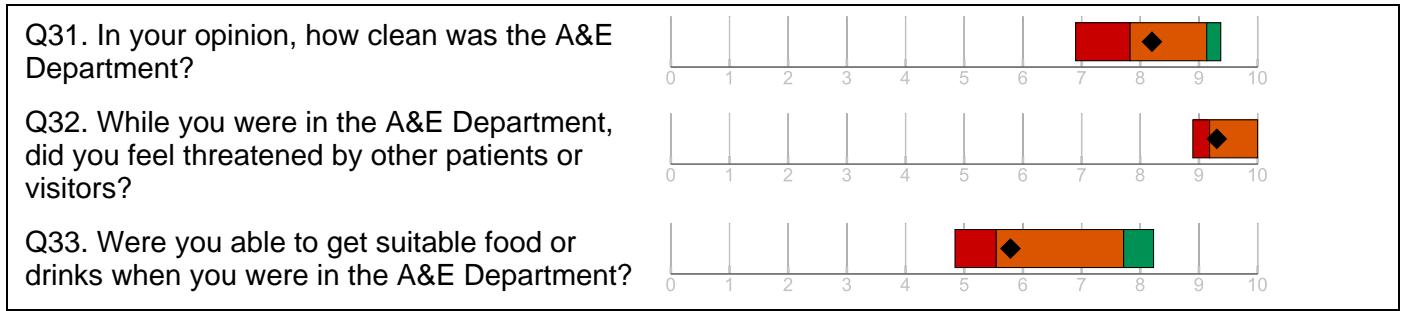 Q31. In your opinion, how clean was the A&E
Department?
0 1 2 3 4 5 6 7 8 9 10
Q32. While you were in the A&E Department,
did you feel threatened by other patients or
visitors?
0 1 2 3 4 5 6 7 8 9 10
Q33. Were you able to get suitable food or
drinks when you were in the A&E Department?
0 1 2 3 4 5 6 7 8 9 10